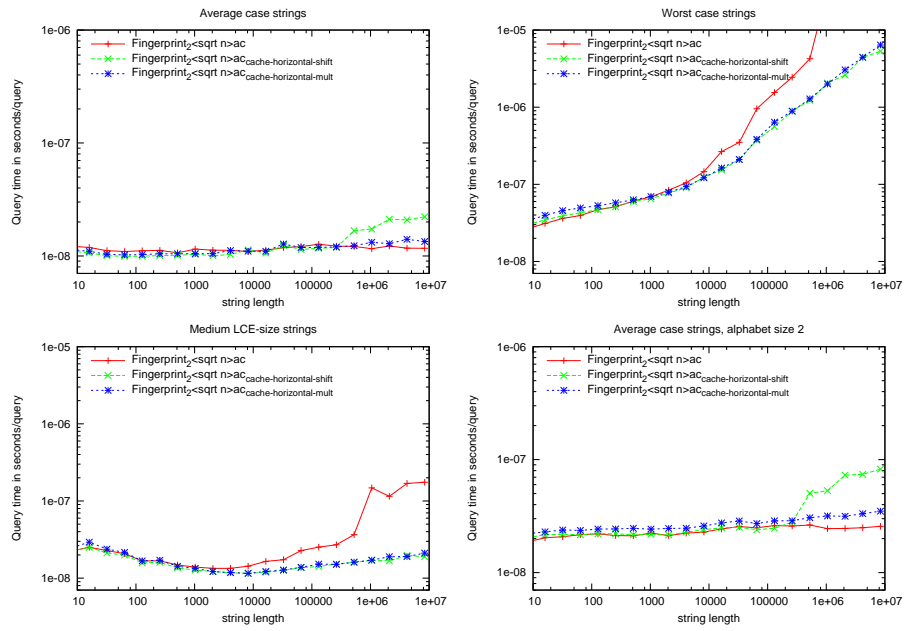 Average case strings
1e-06
1e-07
1e-08
10
100
1000
10000
100000
1e+06
1e+07
Query time in seconds/query
string length
Fingerprint2<sqrt n>ac
Fingerprint2<sqrt n>accache-horizontal-shift
Fingerprint2<sqrt n>accache-horizontal-mult
Worst case strings
1e-05
1e-06
1e-07
1e-08
10
100
1000
10000
100000
1e+06
1e+07
Query time in seconds/query
string length
Fingerprint2<sqrt n>ac
Fingerprint2<sqrt n>accache-horizontal-shift
Fingerprint2<sqrt n>accache-horizontal-mult
Medium LCE-size strings
1e-05
1e-06
1e-07
1e-08
10
100
1000
10000
100000
1e+06
1e+07
Query time in seconds/query
string length
Fingerprint2<sqrt n>ac
Fingerprint2<sqrt n>accache-horizontal-shift
Fingerprint2<sqrt n>accache-horizontal-mult
Average case strings, alphabet size 2
1e-06
1e-07
1e-08
10
100
1000
10000
100000
1e+06
1e+07
Query time in seconds/query
string length
Fingerprint2<sqrt n>ac
Fingerprint2<sqrt n>accache-horizontal-shift
Fingerprint2<sqrt n>accache-horizontal-mult